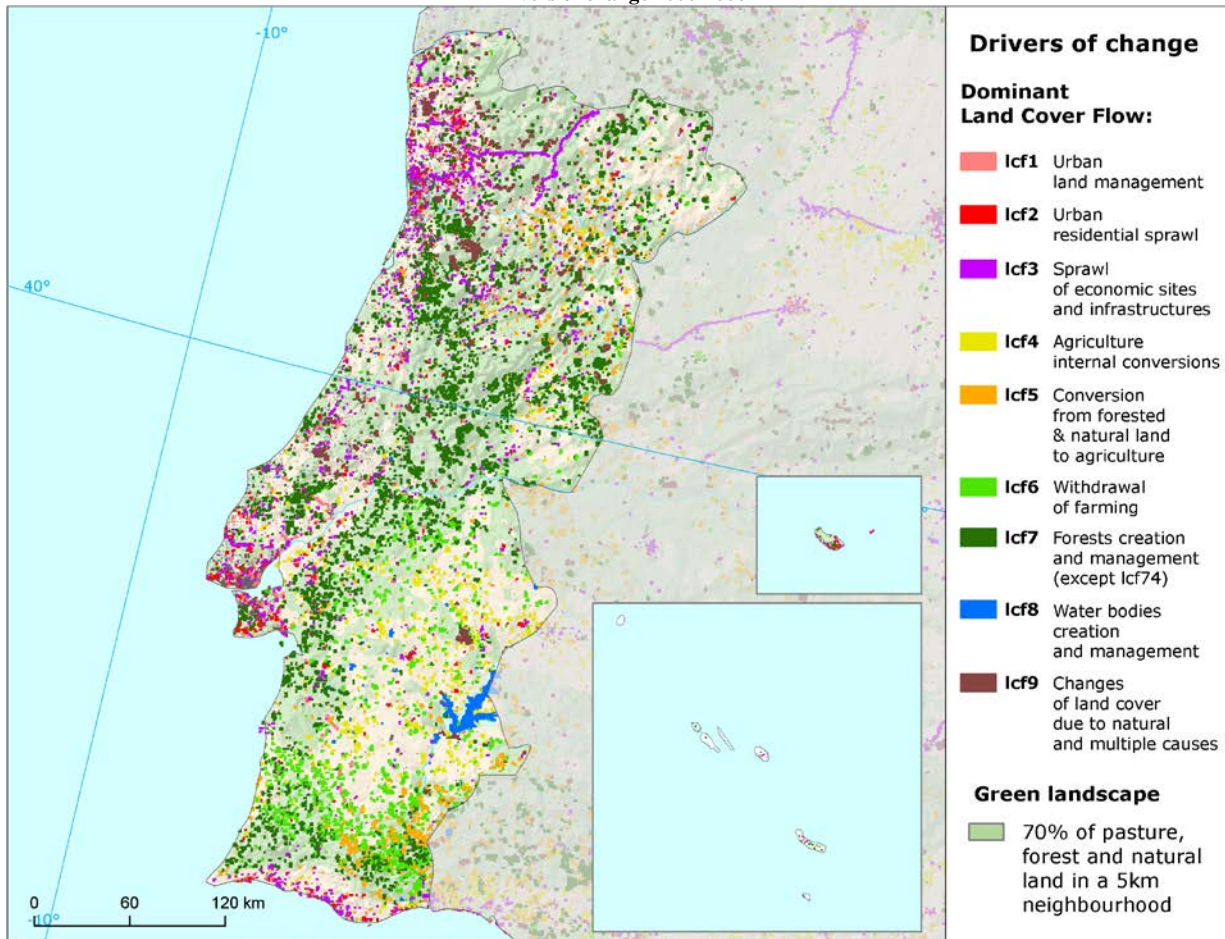 -10°
40°
0 60 120 km
-10°
Drivers of change
Dominant
Land Cover Flow:
lcf1 Urban
land management
lcf2 Urban
residential sprawl
lcf3 Sprawl
of economic sites
and infrastructures
lcf4 Agriculture
internal conversions
lcf5 Conversion
from forested
& natural land
to agriculture
lcf6 Withdrawal
of farming
lcf7 Forests creation
and management
(except lcf74)
lcf8 Water bodies
creation
and management
lcf9 Changes
of land cover
due to natural
and multiple causes
Green landscape
70% of pasture,
forest and natural
land in a 5km
neighbourhood